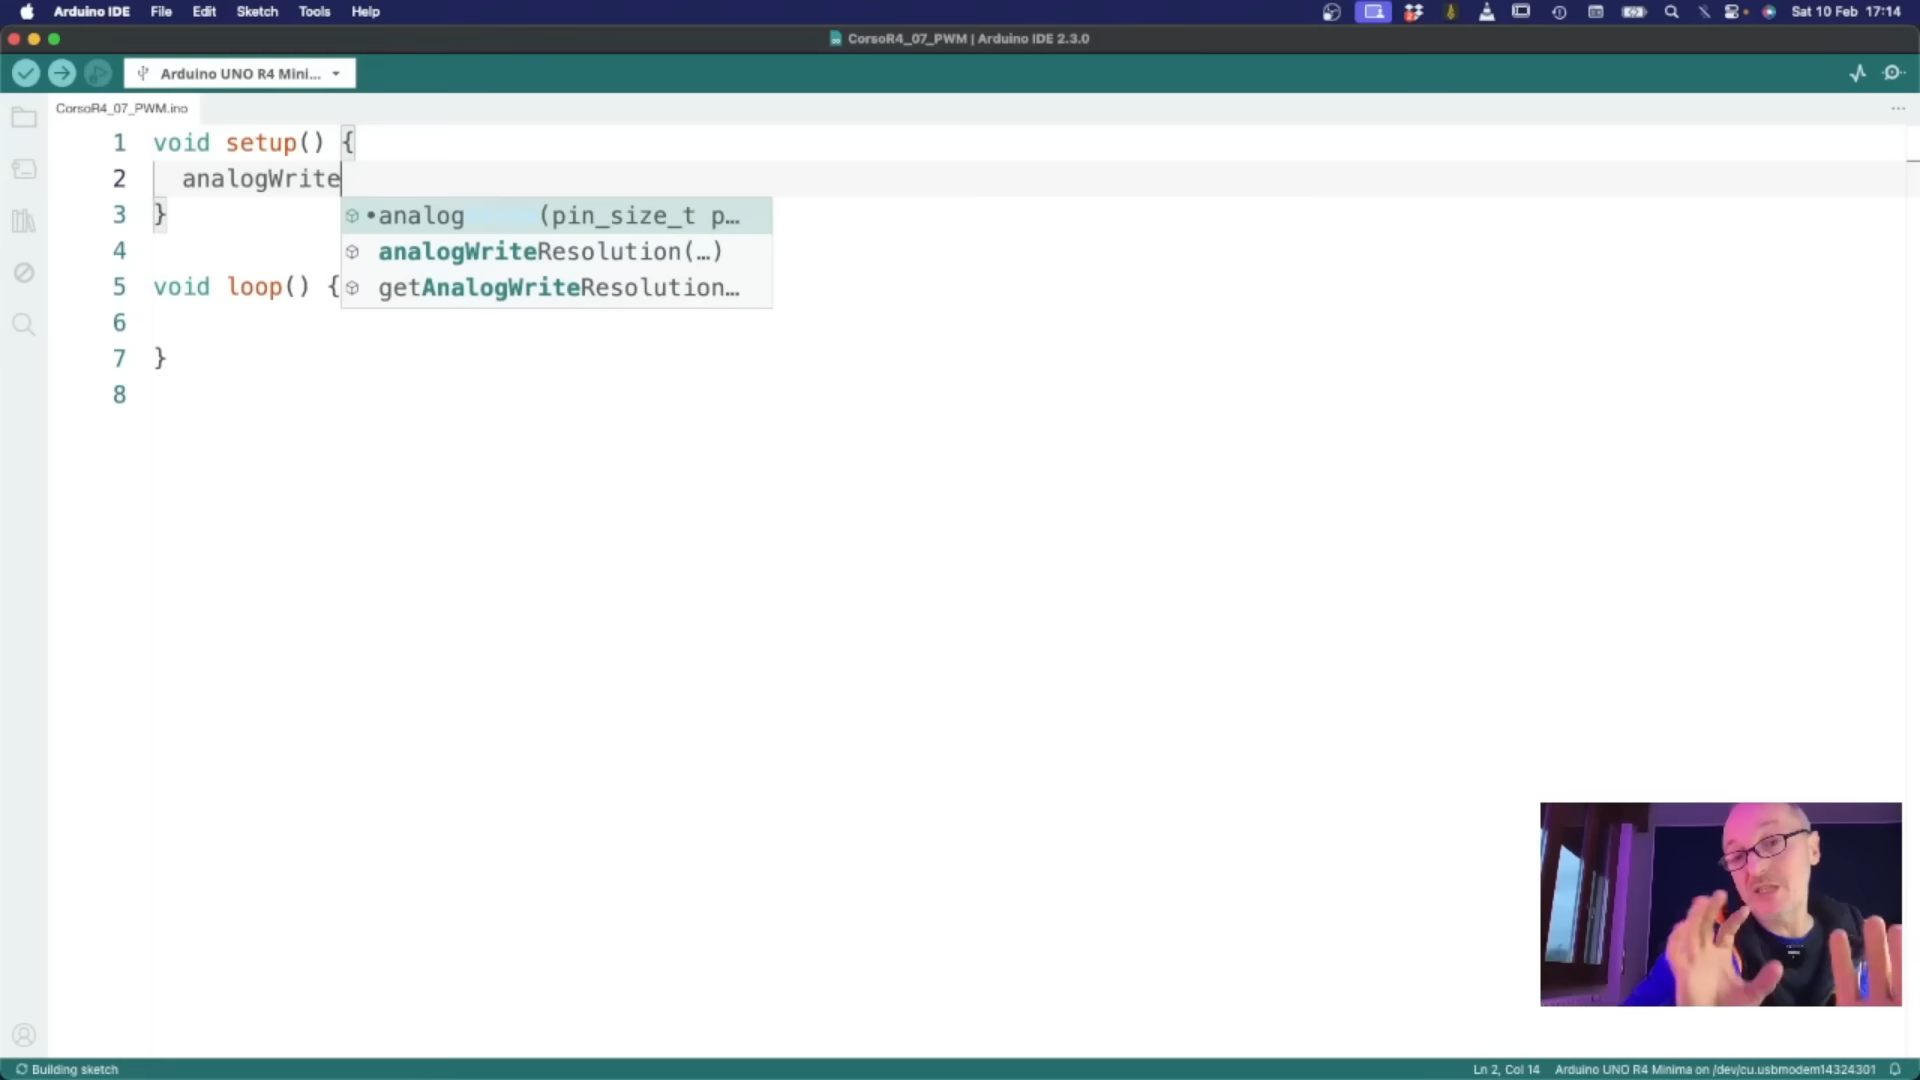 Arduino IDE File Edit Sketch Tools Help Sat 10 Feb 17:14
CorsoR4_07_PWM | Arduino IDE 2.3.0
Arduino UNO R4 Mini...
CorsoR4_07_PWM.ino
1 void setup() {
2 analogWrite
•analog (pin_size_t p…
3 }
analogWriteResolution(…)
4
5 void loop() {
getAnalogWriteResolution…
6
7 }
8
Building sketch
Ln 2, Col 14 Arduino UNO R4 Minima on /dev/cu.usbmodem14324301